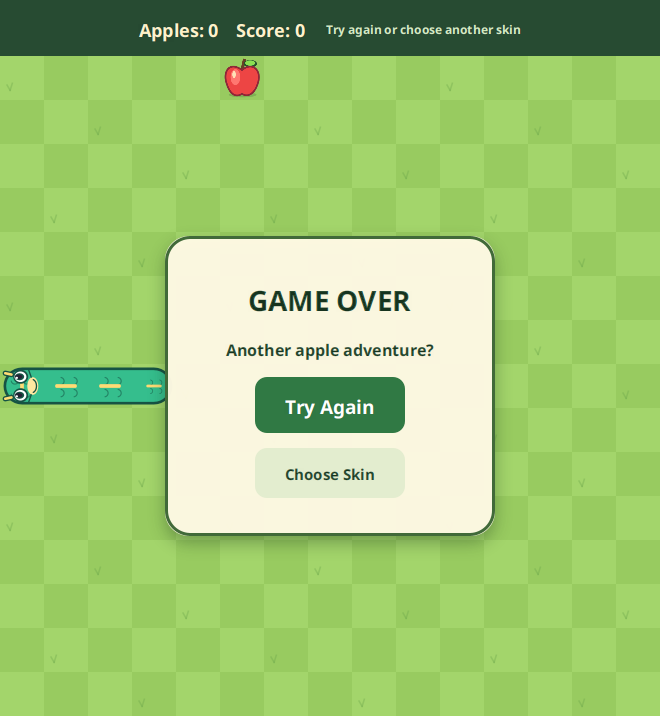 Apples: 0 Score: 0 Try again or choose another skin
GAME OVER
Another apple adventure?
Try Again
Choose Skin